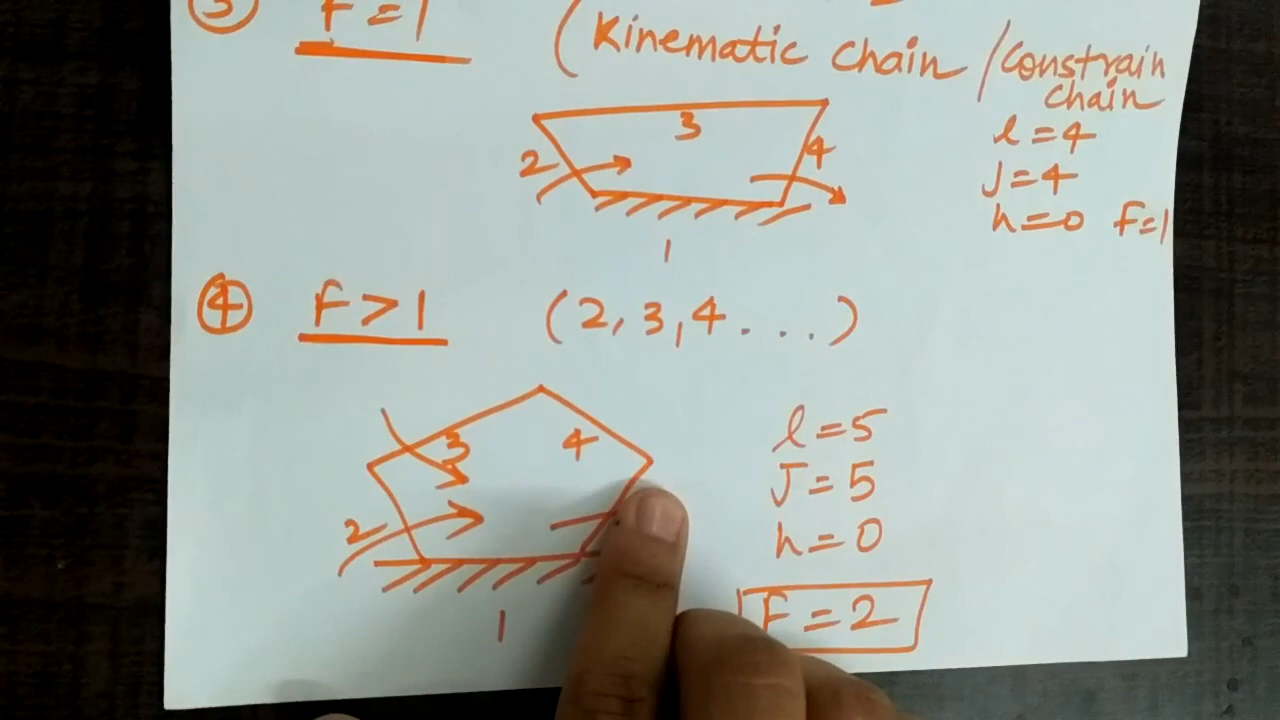 ③ F = 1 (Kinematic Chain / Constrain
Chain
3
2
4
1
l = 4
J = 4
h = 0 F = 1
④ F > 1 (2, 3, 4 . . . .)
3
4
2
1
l = 5
J = 5
h = 0
F = 2